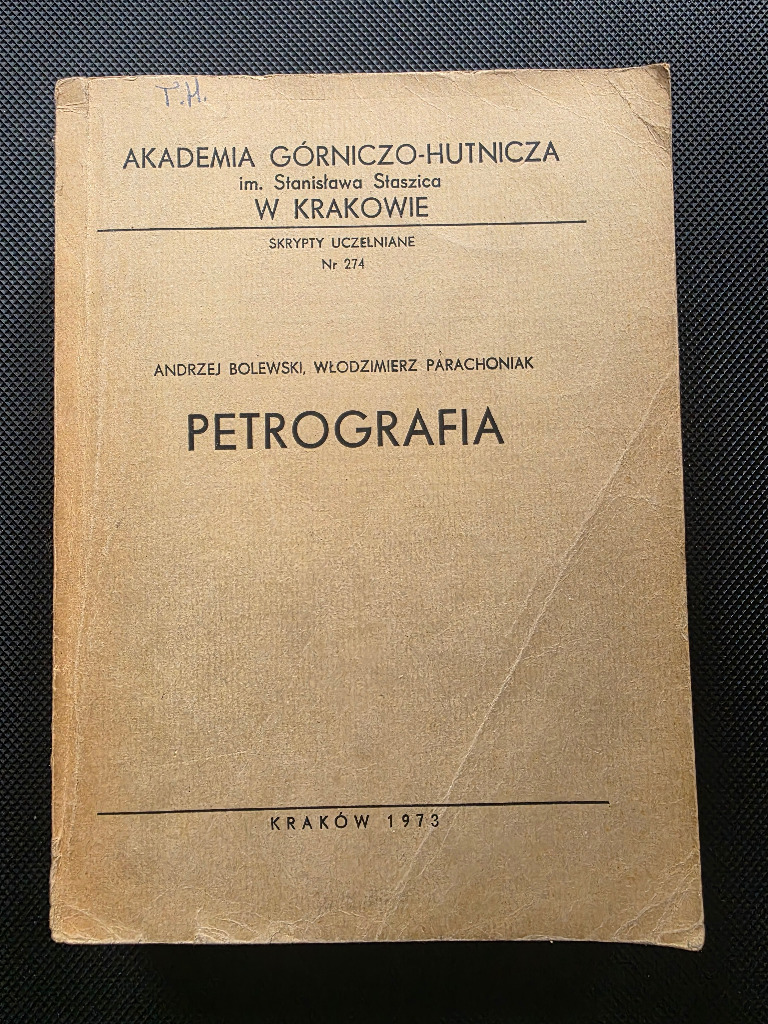 T.H.
AKADEMIA GÓRNICZO-HUTNICZA
im. Stanisława Staszica
W KRAKOWIE
SKRYPTY UCZELNIANE
Nr 274
ANDRZEJ BOLEWSKI, WŁODZIMIERZ PARACHONIAK
PETROGRAFIA
KRAKÓW 1973